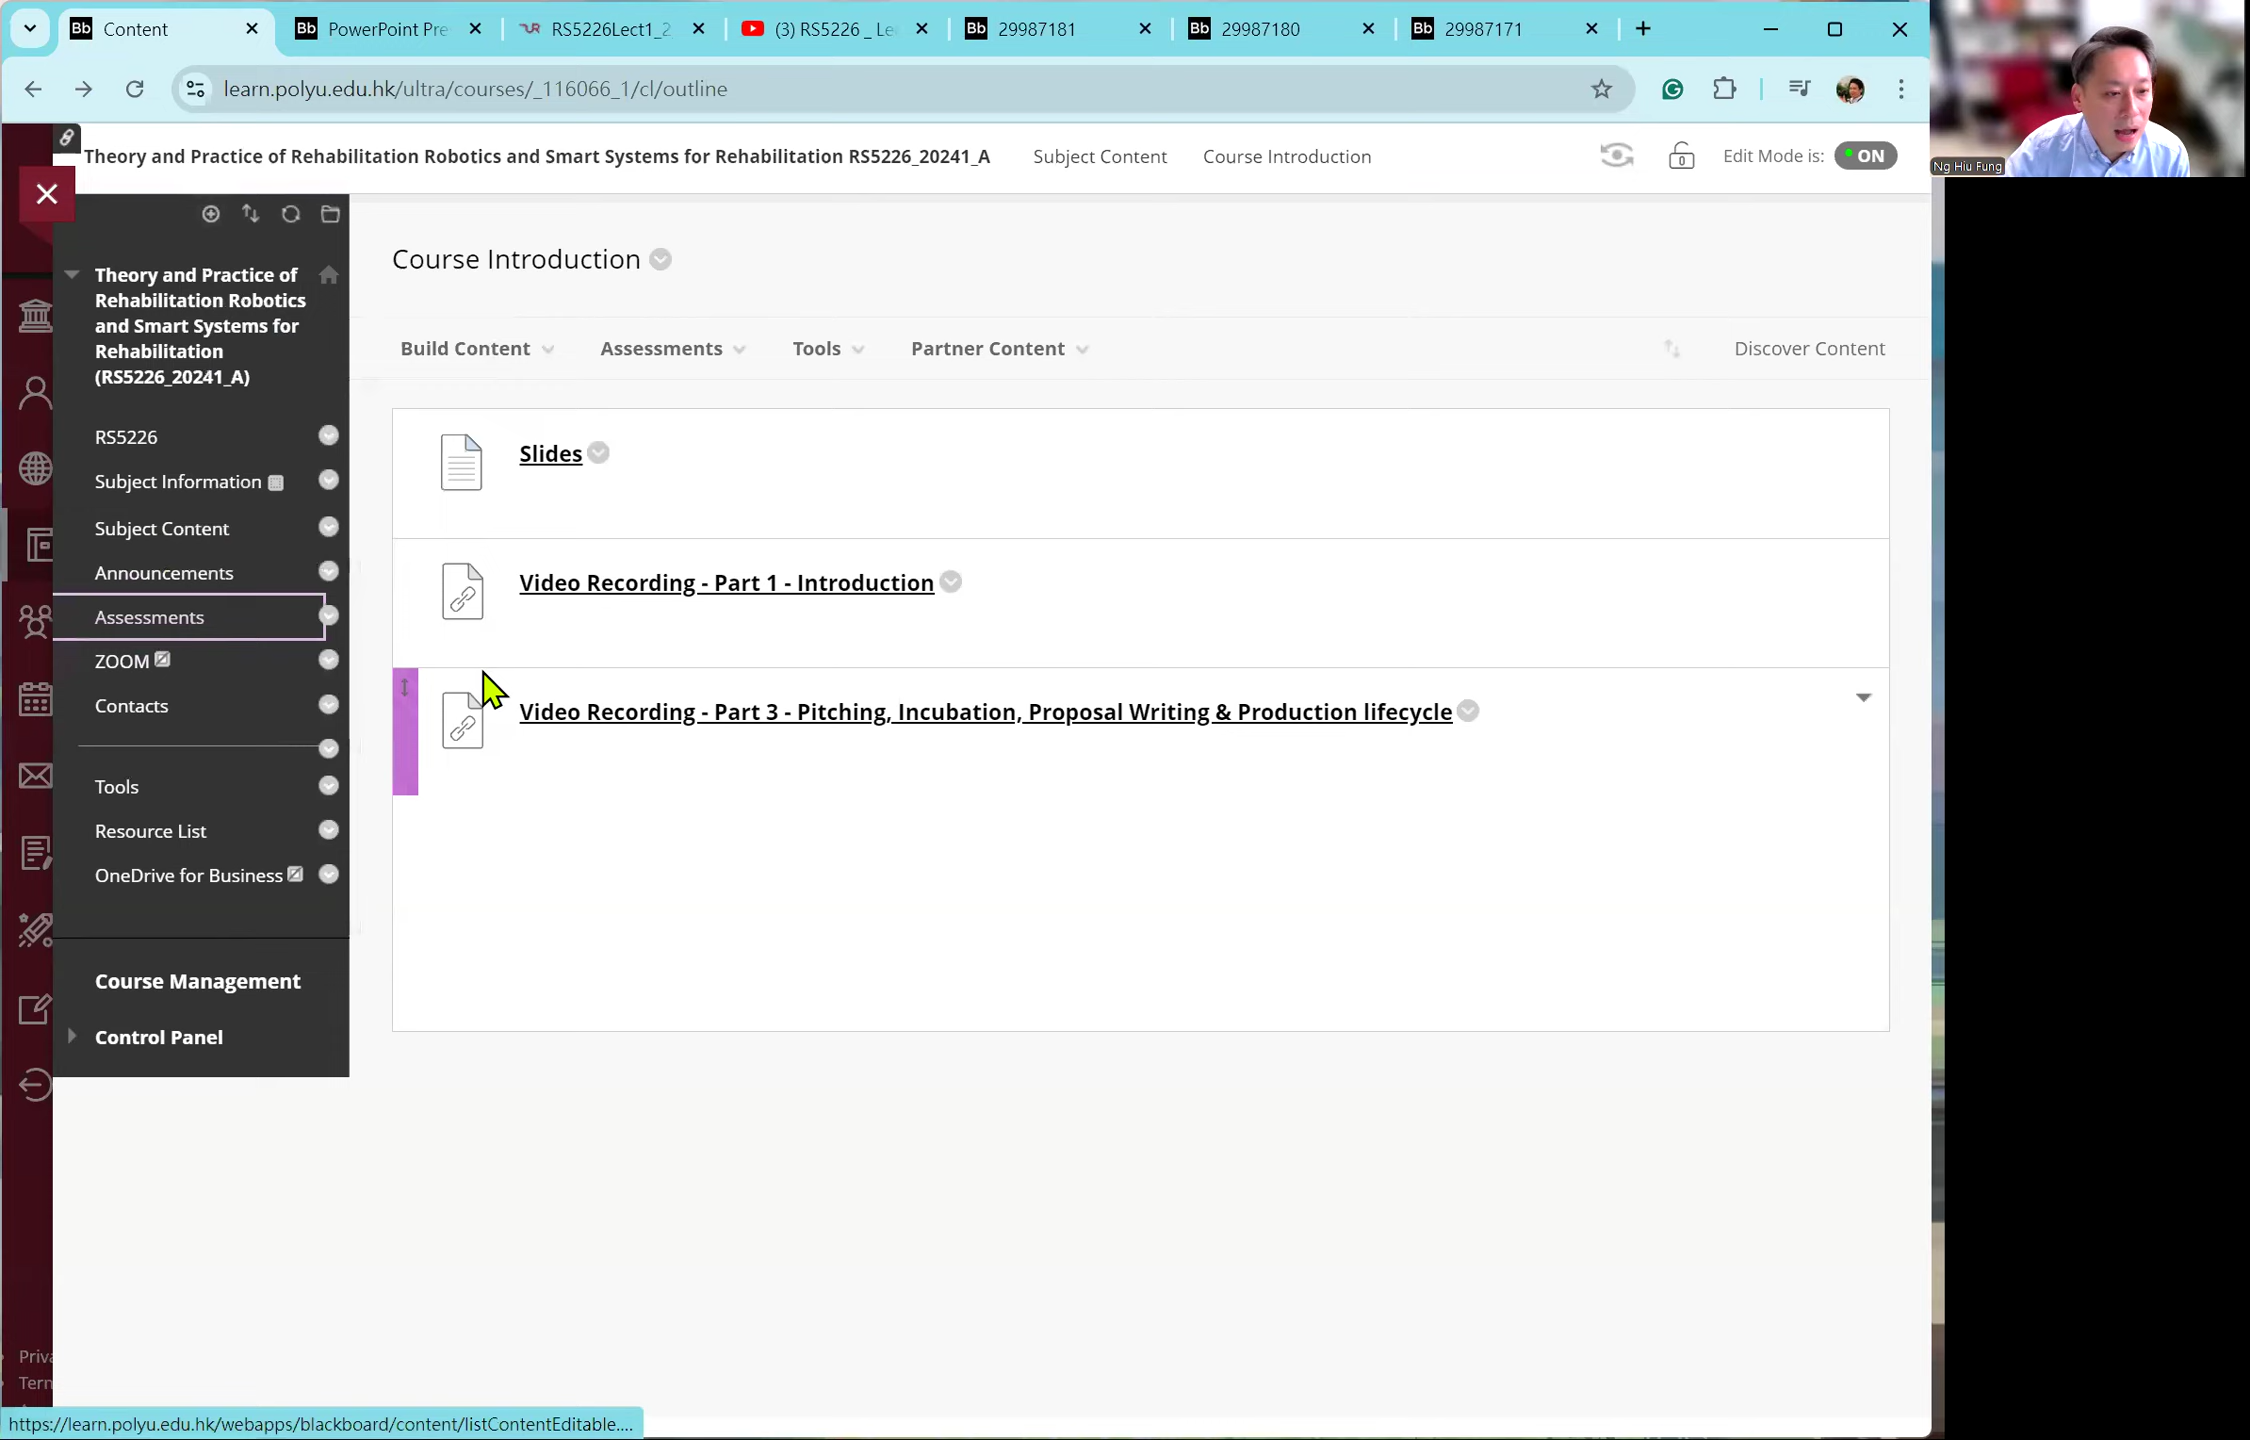 Content
PowerPoint Pre
RS5226Lect1_2
(3) RS5226 _ Le
29987181
29987180
29987171
learn.polyu.edu.hk/ultra/courses/_116066_1/cl/outline
Ng Hiu Fung
Theory and Practice of Rehabilitation Robotics and Smart Systems for Rehabilitation RS5226_20241_A
Subject Content
Course Introduction
Edit Mode is:
ON
Theory and Practice of
Rehabilitation Robotics
and Smart Systems for
Rehabilitation
(RS5226_20241_A)
RS5226
Subject Information
Subject Content
Announcements
Assessments
ZOOM
Contacts
Tools
Resource List
OneDrive for Business
Course Management
Control Panel
Course Introduction
Build Content
Assessments
Tools
Partner Content
Discover Content
Slides
Video Recording - Part 1 - Introduction
Video Recording - Part 3 - Pitching, Incubation, Proposal Writing & Production lifecycle
Priva
Tern
https://learn.polyu.edu.hk/webapps/blackboard/content/listContentEditable....